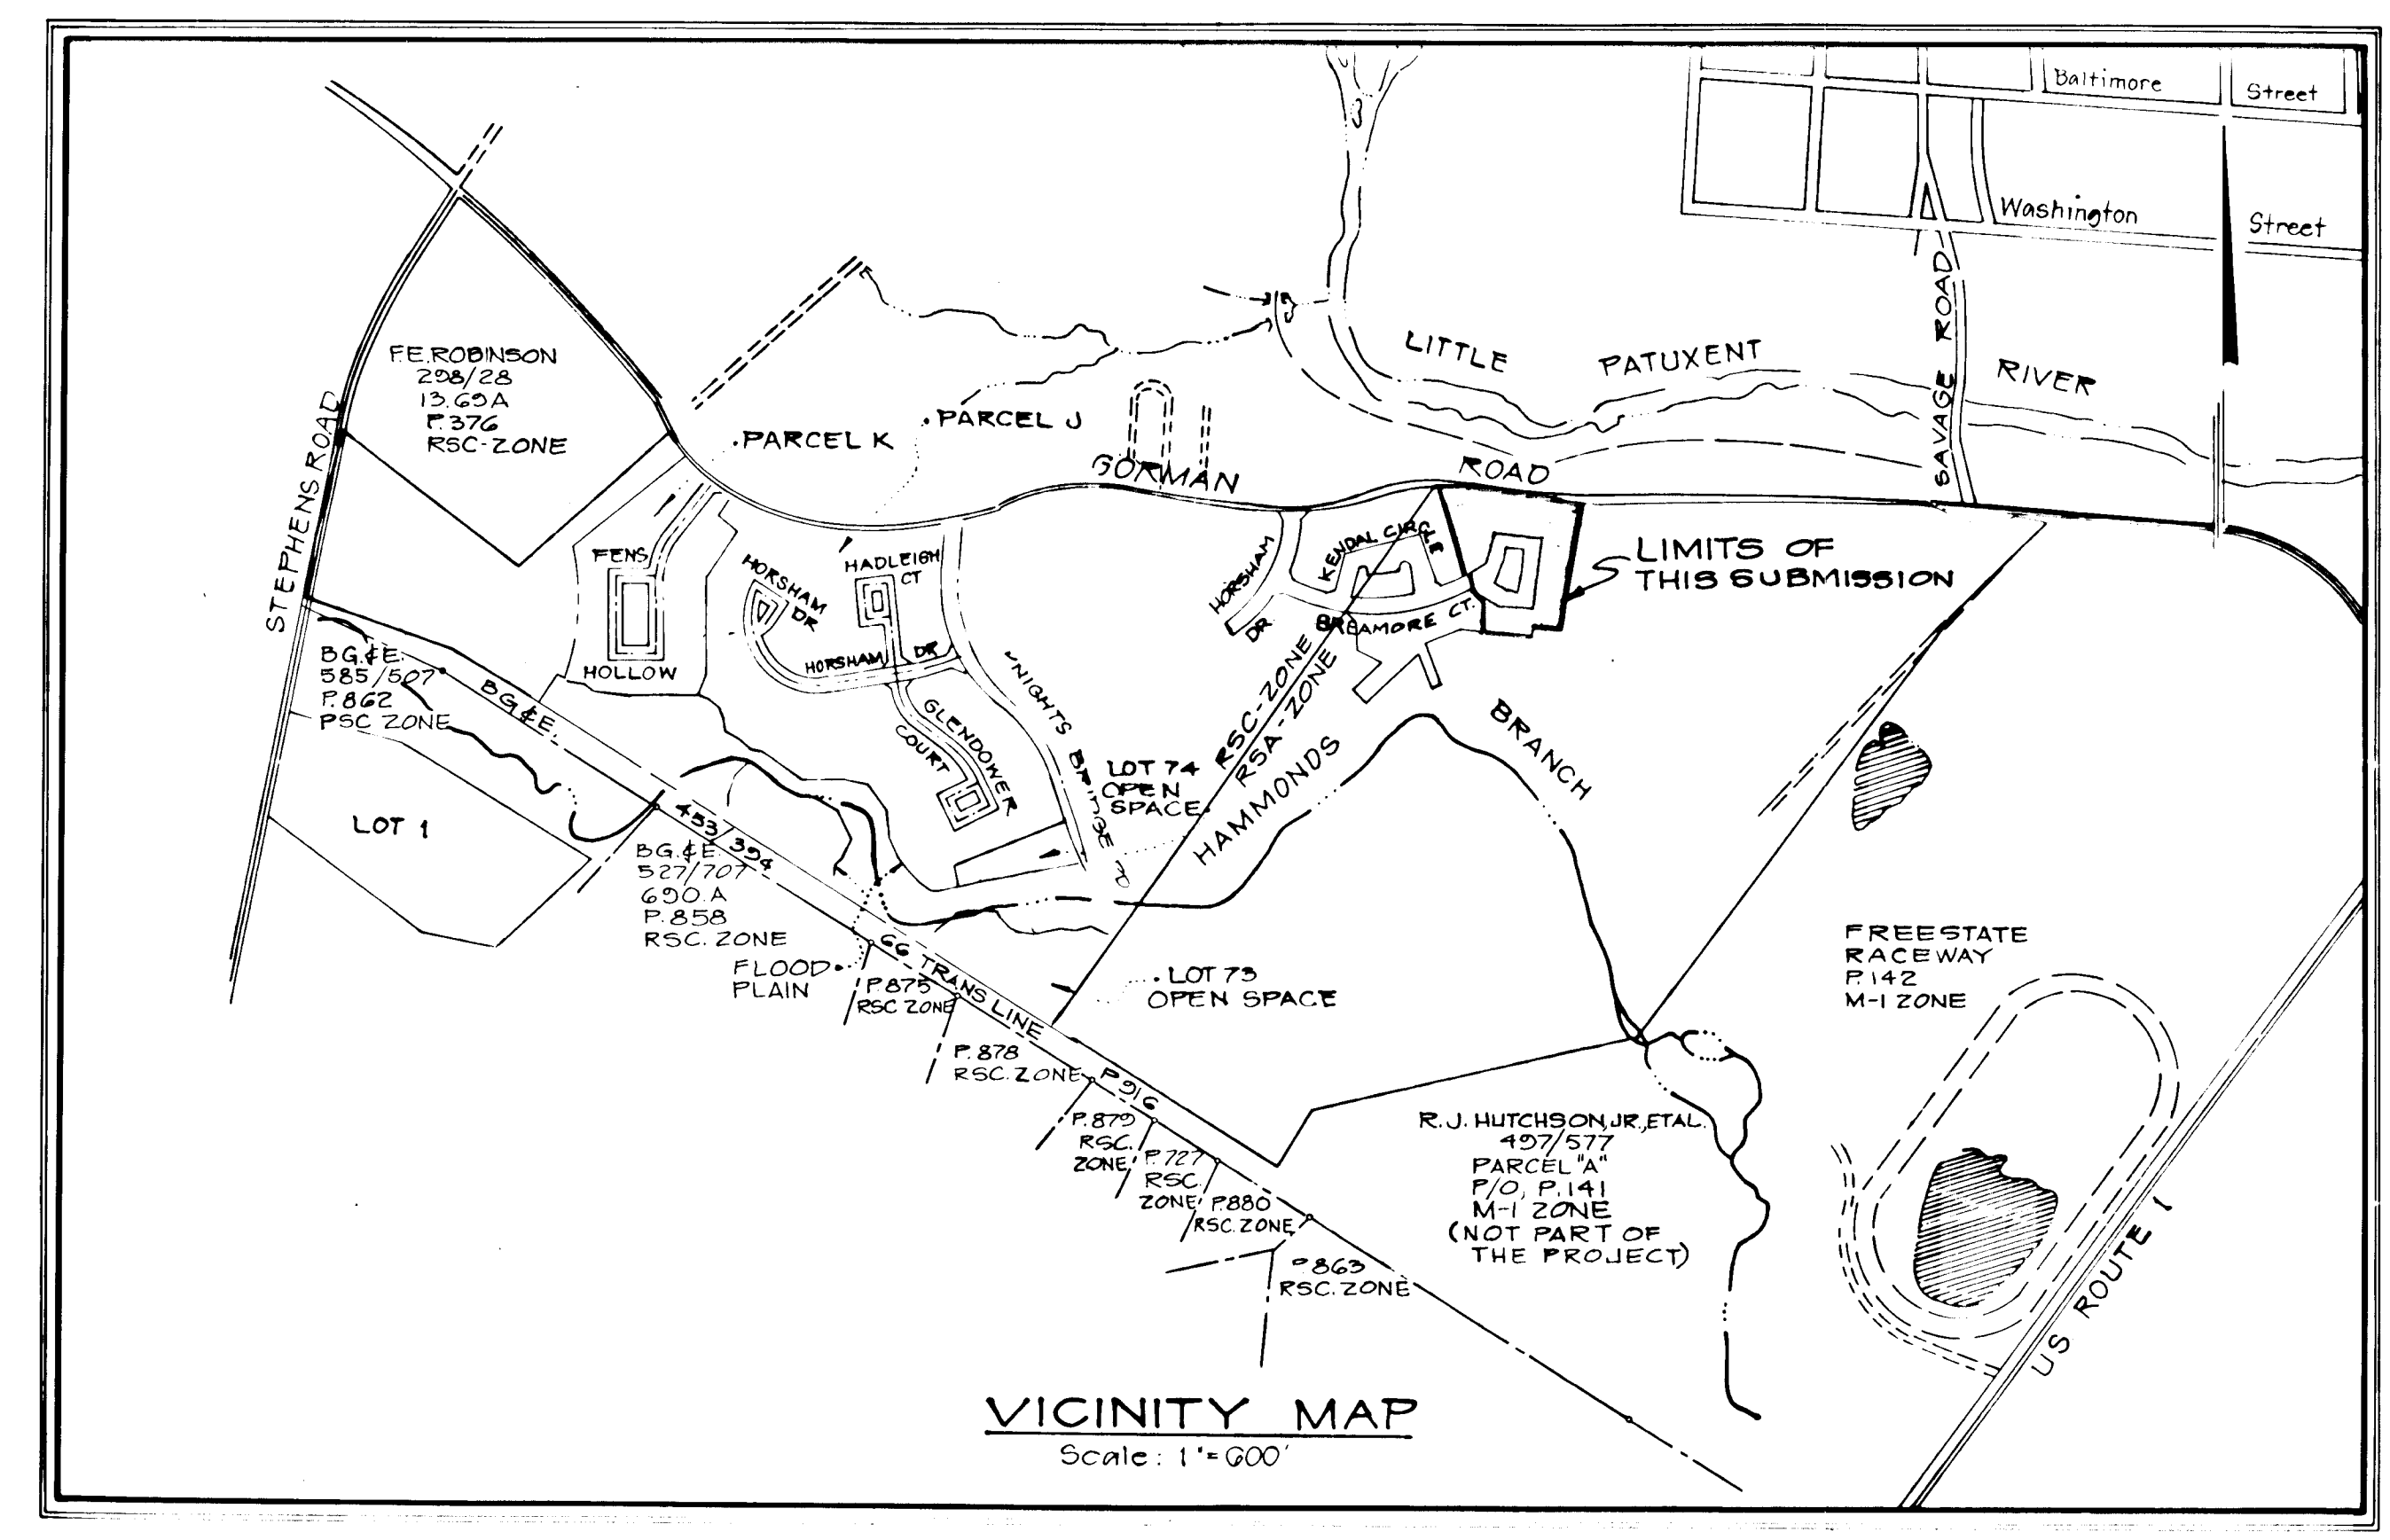 Baltimore Street
Washington Street
SAVAGE ROAD
LITTLE PATUXENT RIVER
F.E. ROBINSON
298/28
13.69A
P.376
RSC-ZONE
STEPHENS ROAD
.PARCEL K
.PARCEL J
GORMAN ROAD
FENS
HOLLOW
HORSHAM
DR
HADLEIGH
CT
HORSHAM DR
GLENDOWER
COURT
KNIGHTS BRIDGE RD
HORSHAM
DR
KENDAL CIRCLE
BREAMORE CT.
LIMITS OF
THIS SUBMISSION
RSC-ZONE
RSA-ZONE
HAMMONDS BRANCH
LOT 74
OPEN
SPACE
BG.&E.
585/507
P.862
PSC ZONE
BG&E. 453/394 66 TRANS LINE P916
LOT 1
BG.&E.
527/707
690.A
P.858
RSC. ZONE
FLOOD
PLAIN
P.875
RSC ZONE
P.878
RSC. ZONE
P.879
RSC.
ZONE
P.727
RSC.
ZONE
P.880
RSC. ZONE
P.863
RSC. ZONE
. LOT 73
OPEN SPACE
FREESTATE
RACEWAY
P.142
M-1 ZONE
R.J. HUTCHSON, JR., ETAL.
497/577
PARCEL "A"
P/O, P.141
M-1 ZONE
(NOT PART OF
THE PROJECT)
US ROUTE 1
VICINITY MAP
Scale: 1"=600'